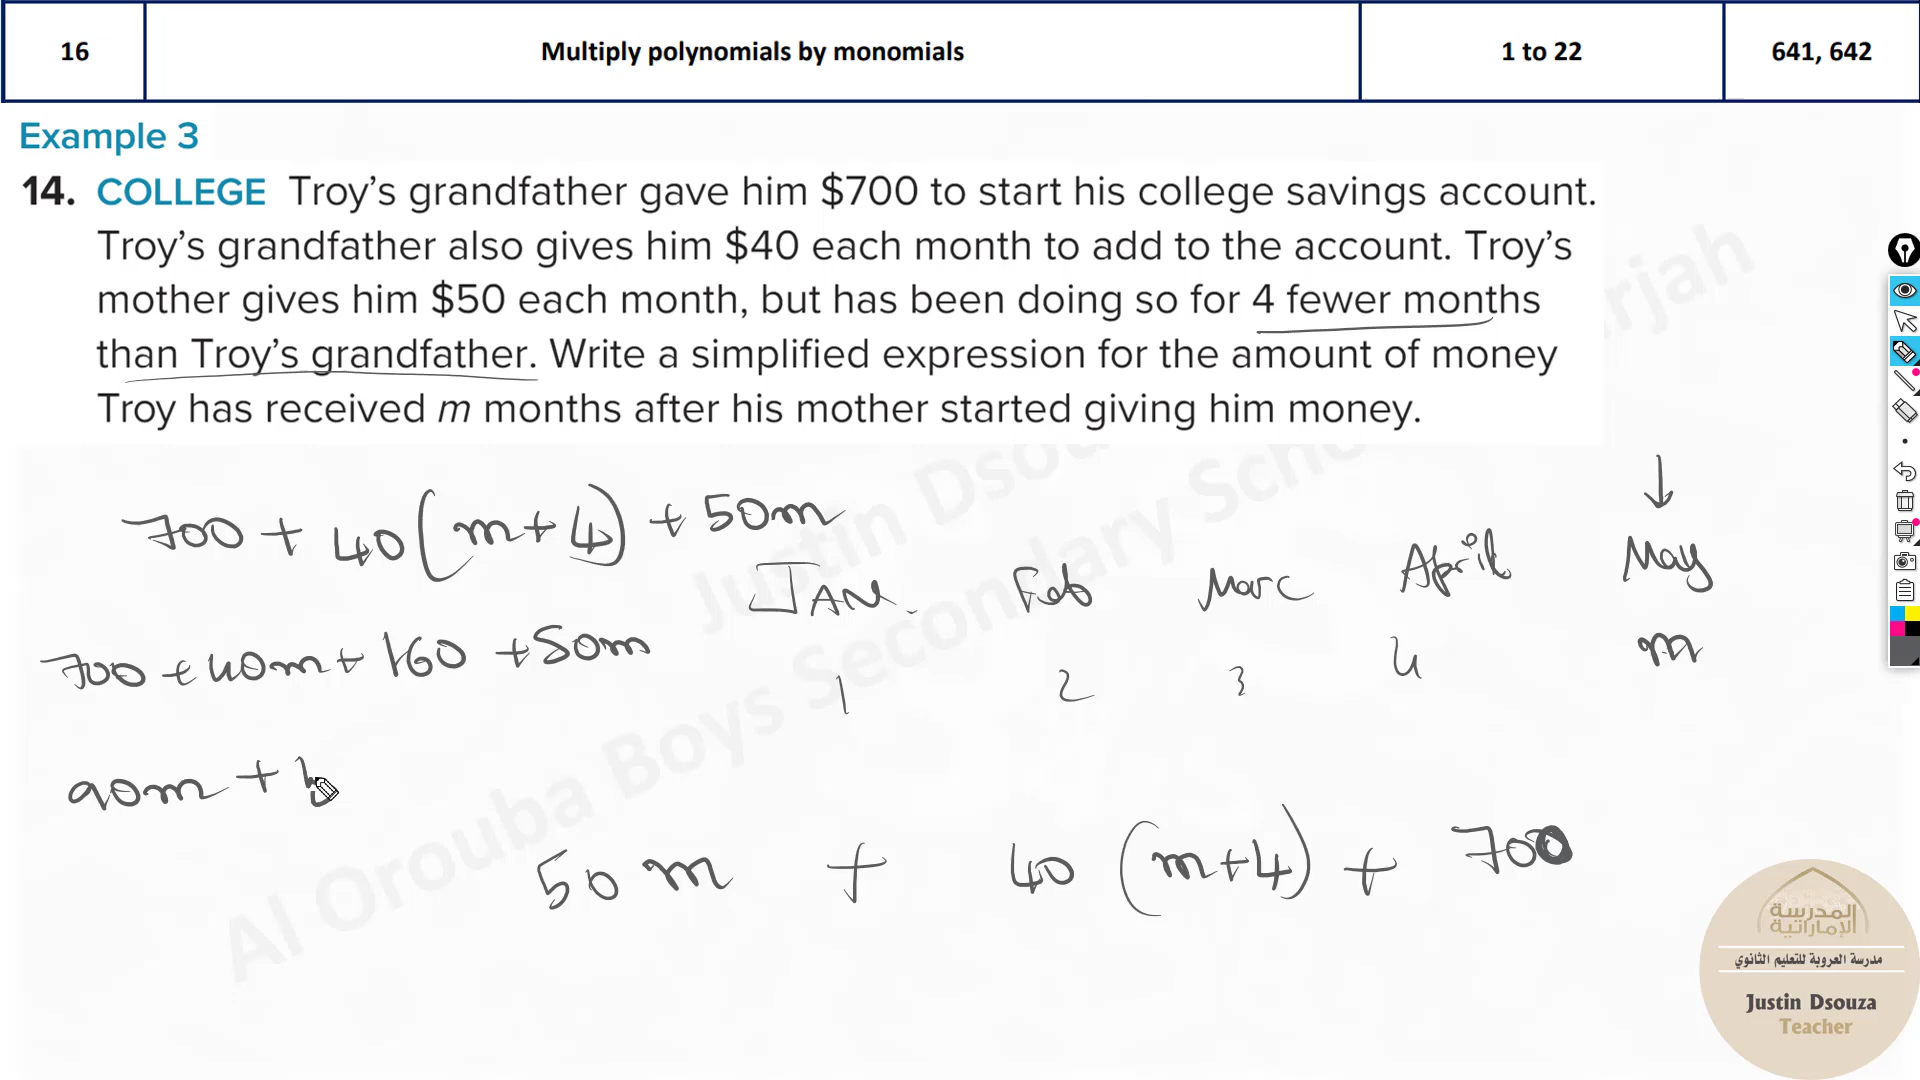 16 Multiply polynomials by monomials 1 to 22 641, 642
Example 3
14. COLLEGE Troy’s grandfather gave him $700 to start his college savings account.
Troy’s grandfather also gives him $40 each month to add to the account. Troy’s
mother gives him $50 each month, but has been doing so for 4 fewer months
than Troy’s grandfather. Write a simplified expression for the amount of money
Troy has received m months after his mother started giving him money.
700 + 40(m+4) + 50m
JAN. Feb Marc April May
700 + 40m + 160 + 50m
1 2 3 4 m
90m +
50 m + 40 (m+4) + 700
Justin Dsou
Al Orouba Boys Secondary Scho
rjah
المدرسة
الإماراتية
مدرسة العروبة للتعليم الثانوي
Justin Dsouza
Teacher